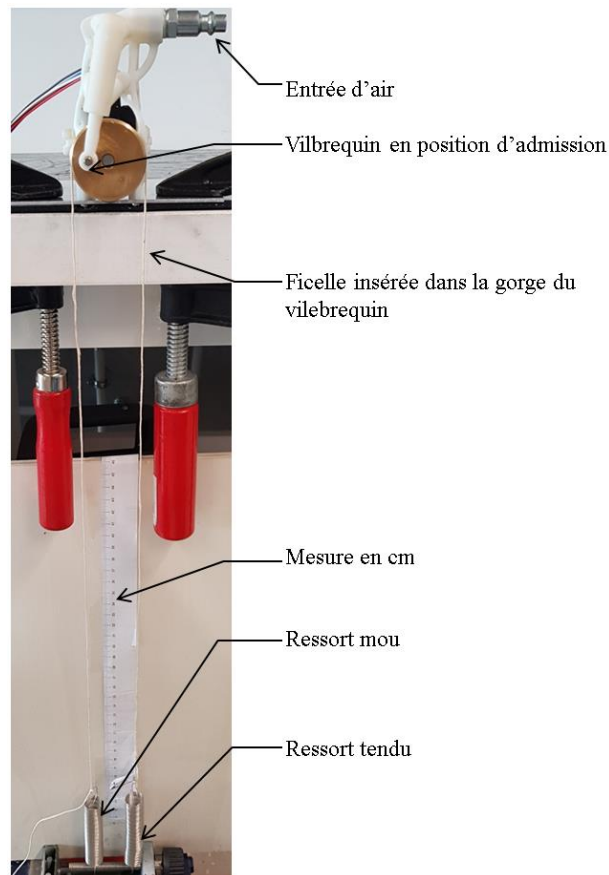 Entrée d'air
Vilbrequin en position d'admission
Ficelle insérée dans la gorge du
vilebrequin
Mesure en cm
Ressort mou
Ressort tendu